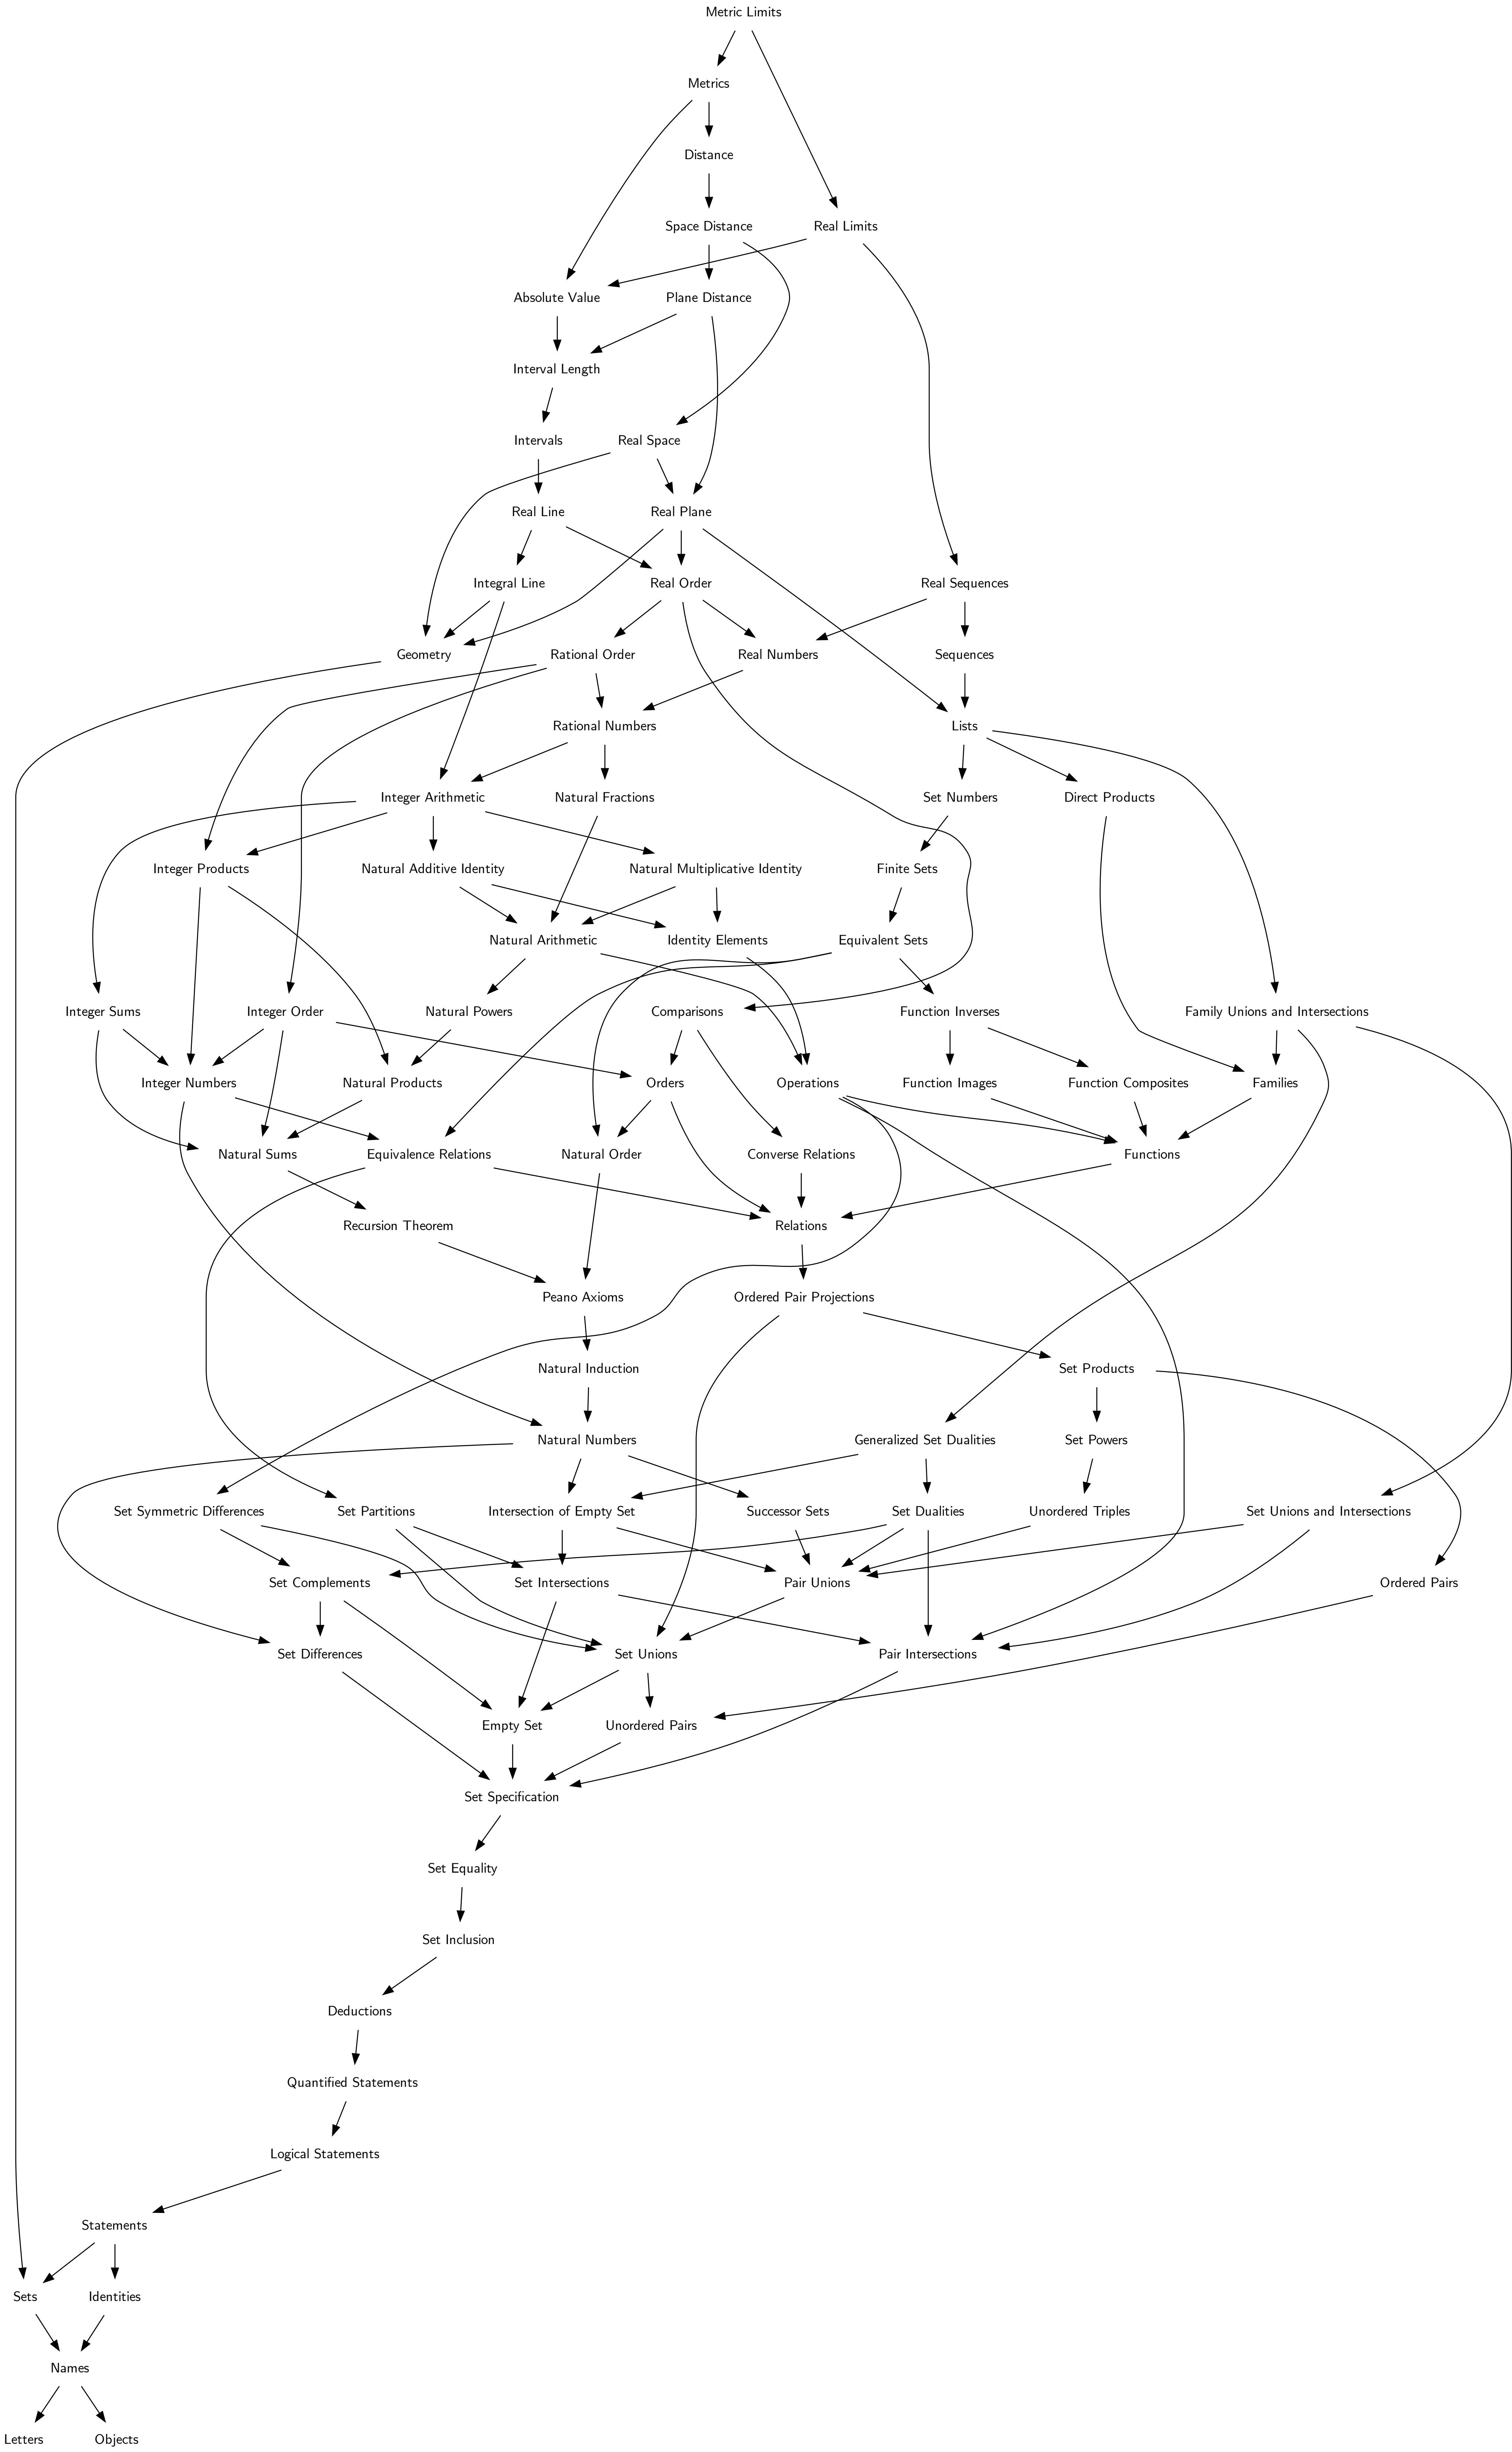 Metric Limits
Metrics
Distance
Space Distance
Real Limits
Absolute Value
Plane Distance
Interval Length
Intervals
Real Space
Real Line
Real Plane
Integral Line
Real Order
Real Sequences
Geometry
Rational Order
Real Numbers
Sequences
Rational Numbers
Lists
Integer Arithmetic
Natural Fractions
Set Numbers
Direct Products
Integer Products
Natural Additive Identity
Natural Multiplicative Identity
Finite Sets
Natural Arithmetic
Identity Elements
Equivalent Sets
Integer Sums
Integer Order
Natural Powers
Comparisons
Function Inverses
Family Unions and Intersections
Integer Numbers
Natural Products
Orders
Operations
Function Images
Function Composites
Families
Natural Sums
Equivalence Relations
Natural Order
Converse Relations
Functions
Recursion Theorem
Relations
Peano Axioms
Ordered Pair Projections
Natural Induction
Set Products
Natural Numbers
Generalized Set Dualities
Set Powers
Set Symmetric Differences
Set Partitions
Intersection of Empty Set
Successor Sets
Set Dualities
Unordered Triples
Set Unions and Intersections
Set Complements
Set Intersections
Pair Unions
Ordered Pairs
Set Differences
Set Unions
Pair Intersections
Empty Set
Unordered Pairs
Set Specification
Set Equality
Set Inclusion
Deductions
Quantified Statements
Logical Statements
Statements
Sets
Identities
Names
Letters
Objects